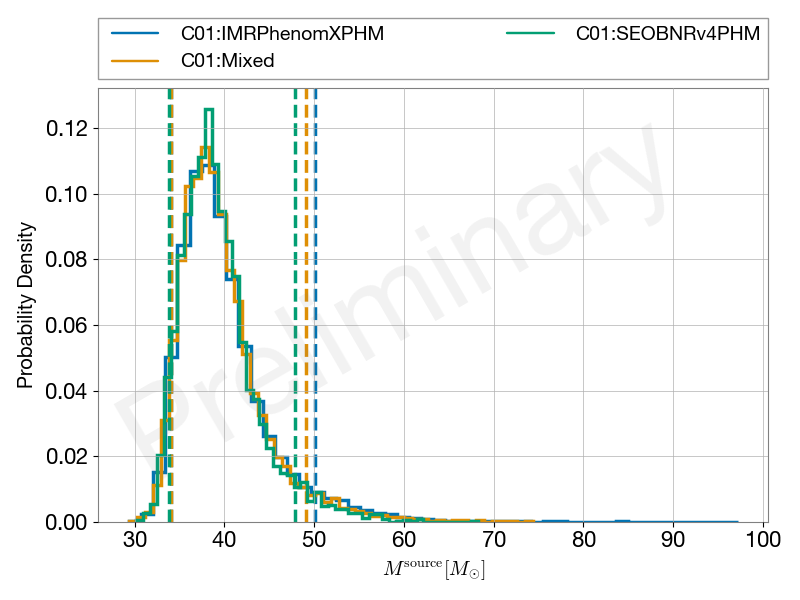 C01:IMRPhenomXPHM C01:SEOBNRv4PHM
C01:Mixed
0.12
0.10
0.08
0.06
0.04
0.02
0.00
Probability Density
Preliminary
30 40 50 60 70 80 90 100
M^source [M_⊙]